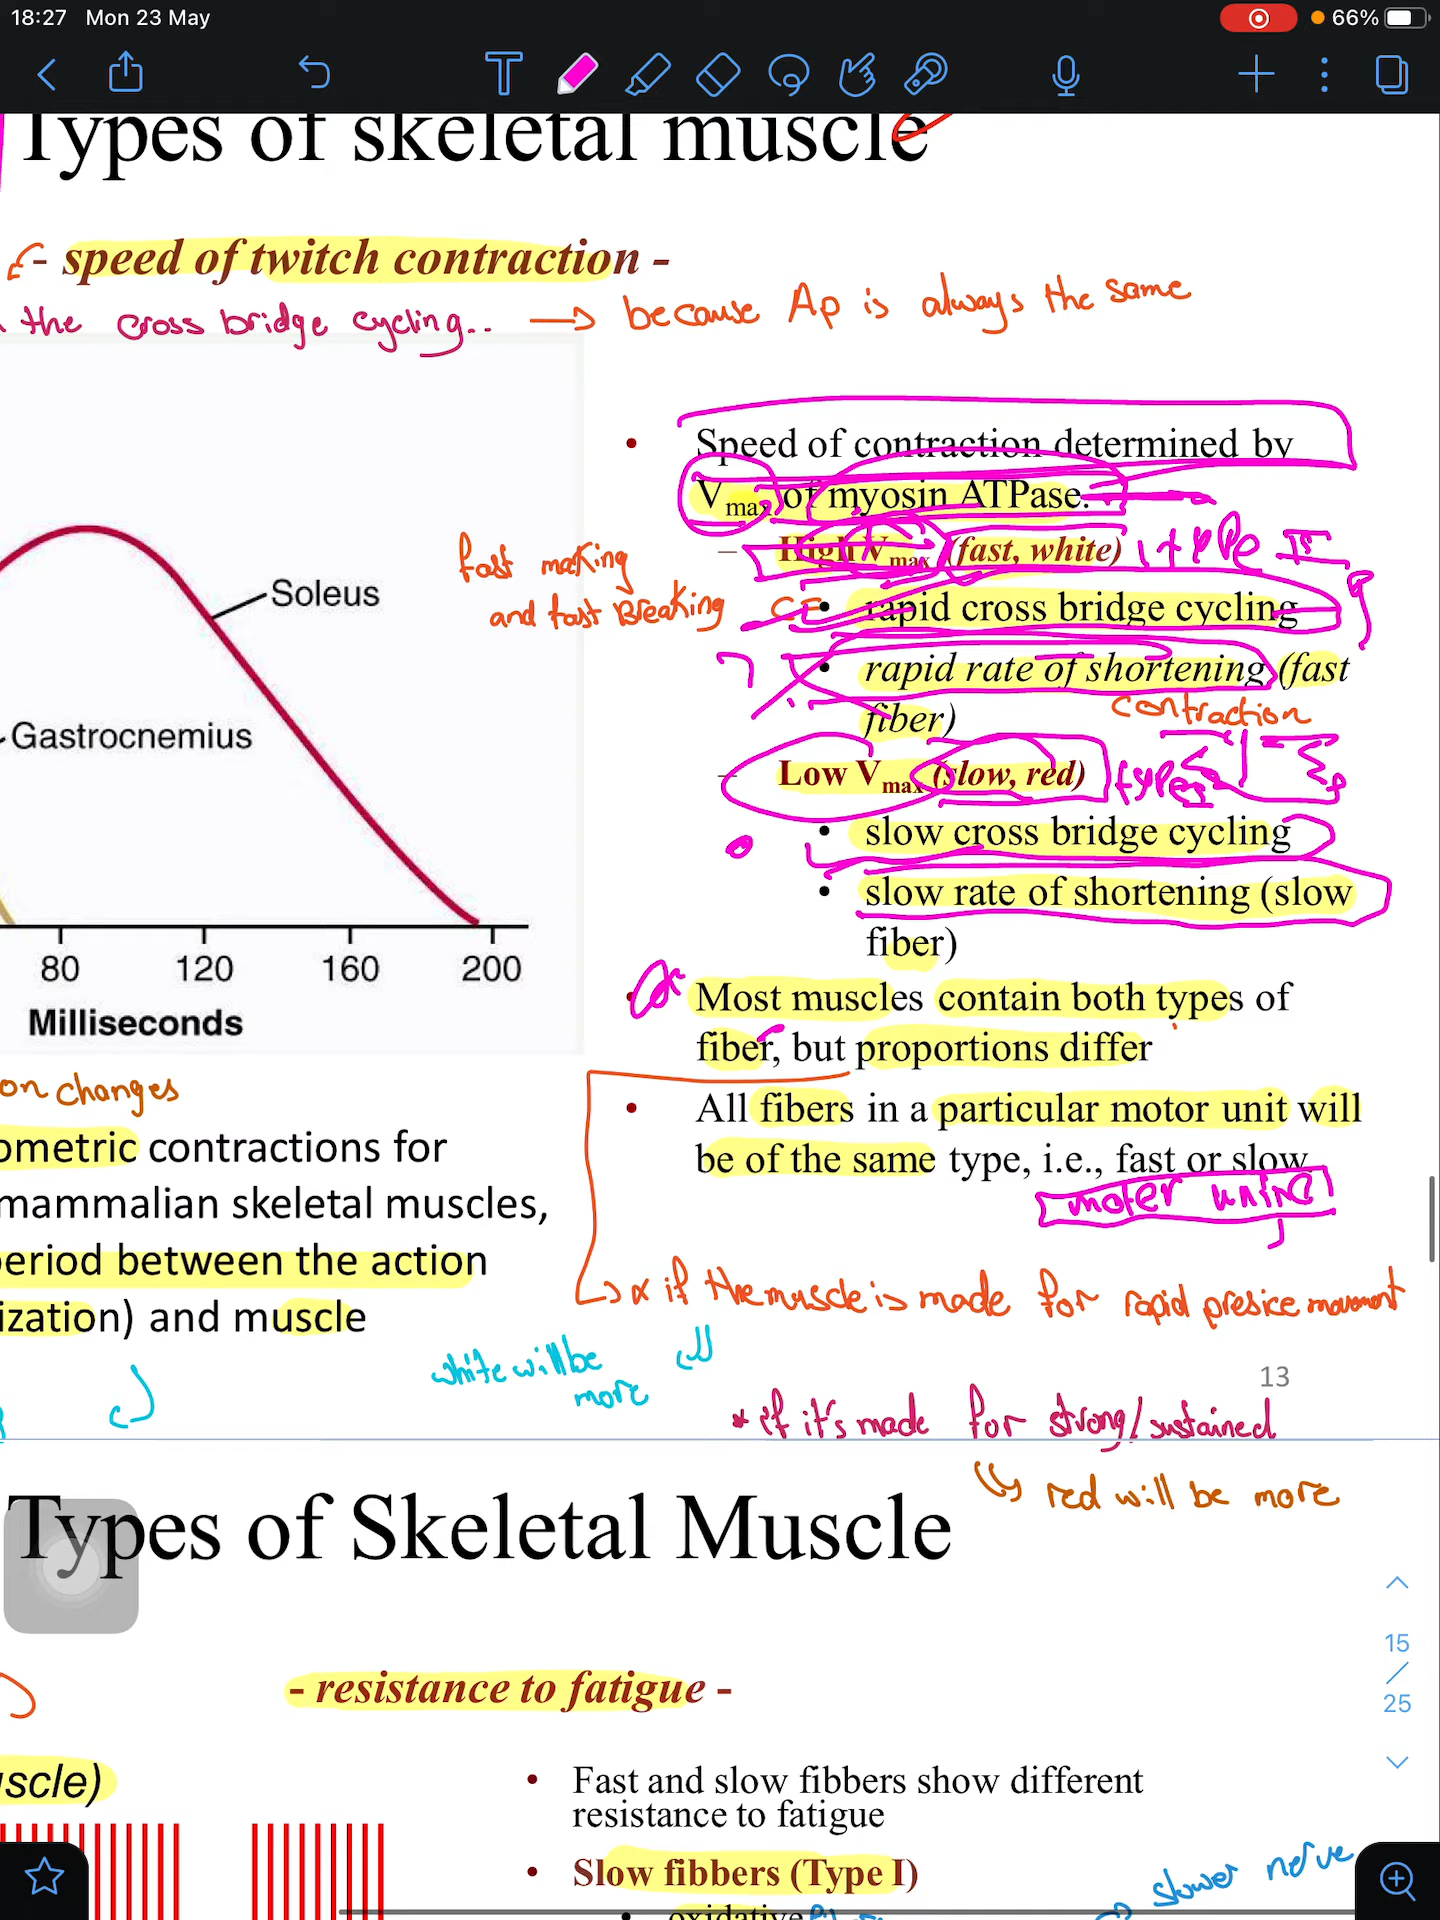 18:27 Mon 23 May
66%
Types of skeletal muscle
- speed of twitch contraction -
the cross bridge cycling.. → because Ap is always the same
• Speed of contraction determined by
Vmax of myosin ATPase.
– High Vmax (fast, white) type II
fast making
and fast Breaking
• rapid cross bridge cycling
• rapid rate of shortening (fast
fiber)
contraction
– Low Vmax (slow, red) type
• slow cross bridge cycling
• slow rate of shortening (slow
fiber)
Soleus
Gastrocnemius
80 120 160 200
Milliseconds
• Most muscles contain both types of
fiber, but proportions differ
• All fibers in a particular motor unit will
be of the same type, i.e., fast or slow
moter
on changes
ometric contractions for
mammalian skeletal muscles,
eriod between the action
ization) and muscle
* if the muscle is made for rapid presice movment
white will be
more
13
* if it's made for strong/sustained
red will be more
Types of Skeletal Muscle
- resistance to fatigue -
15
/
25
uscle)
• Fast and slow fibbers show different
resistance to fatigue
• Slow fibbers (Type I)
slower nerve
• oxidative